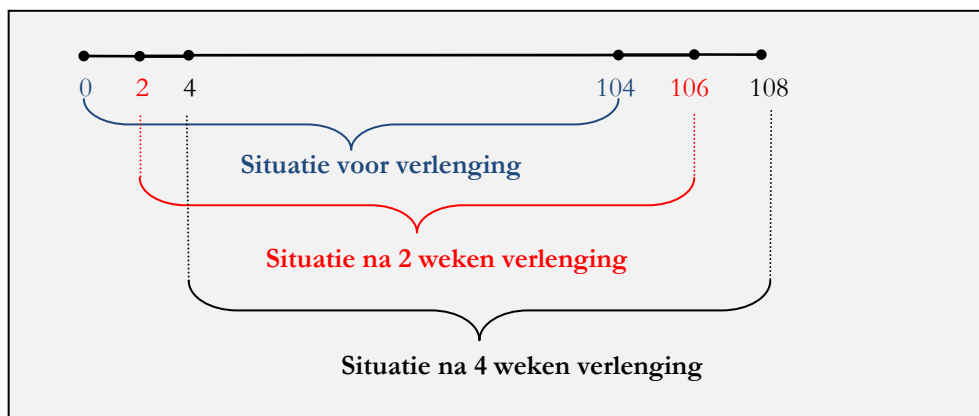 0 2 4 104 106 108
Situatie voor verlenging
Situatie na 2 weken verlenging
Situatie na 4 weken verlenging